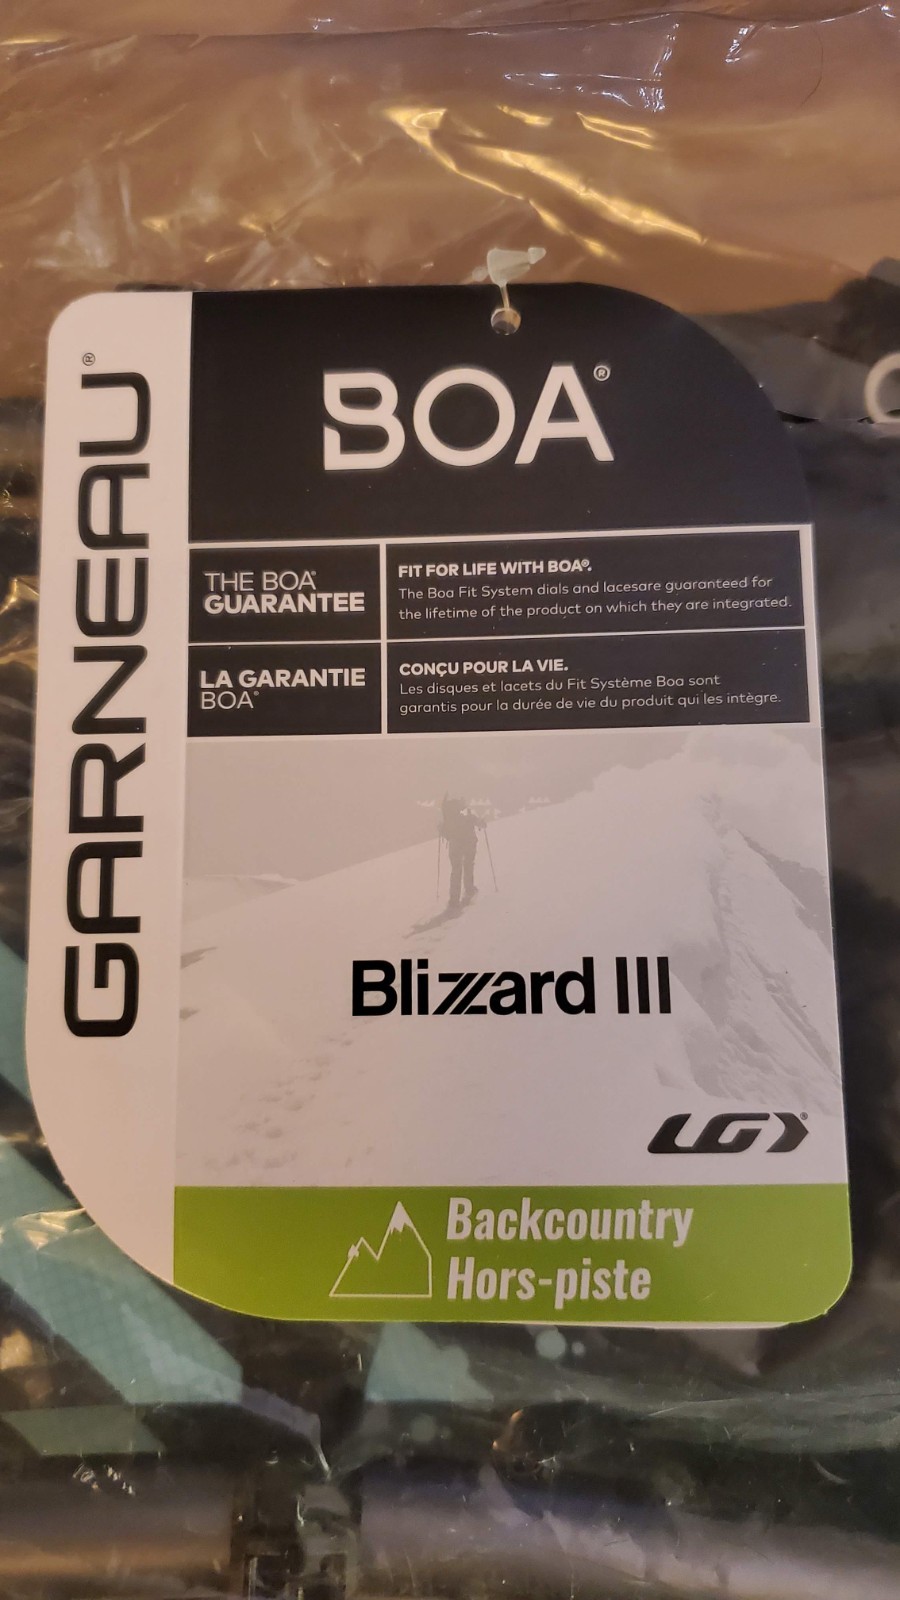 GARNEAU®
BOA®
THE BOA®
GUARANTEE
FIT FOR LIFE WITH BOA®.
The Boa Fit System dials and lacesare guaranteed for
the lifetime of the product on which they are integrated.
LA GARANTIE
BOA®
CONÇU POUR LA VIE.
Les disques et lacets du Fit Système Boa sont
garantis pour la durée de vie du produit qui les intègre.
Blizzard III
LG®
Backcountry
Hors-piste